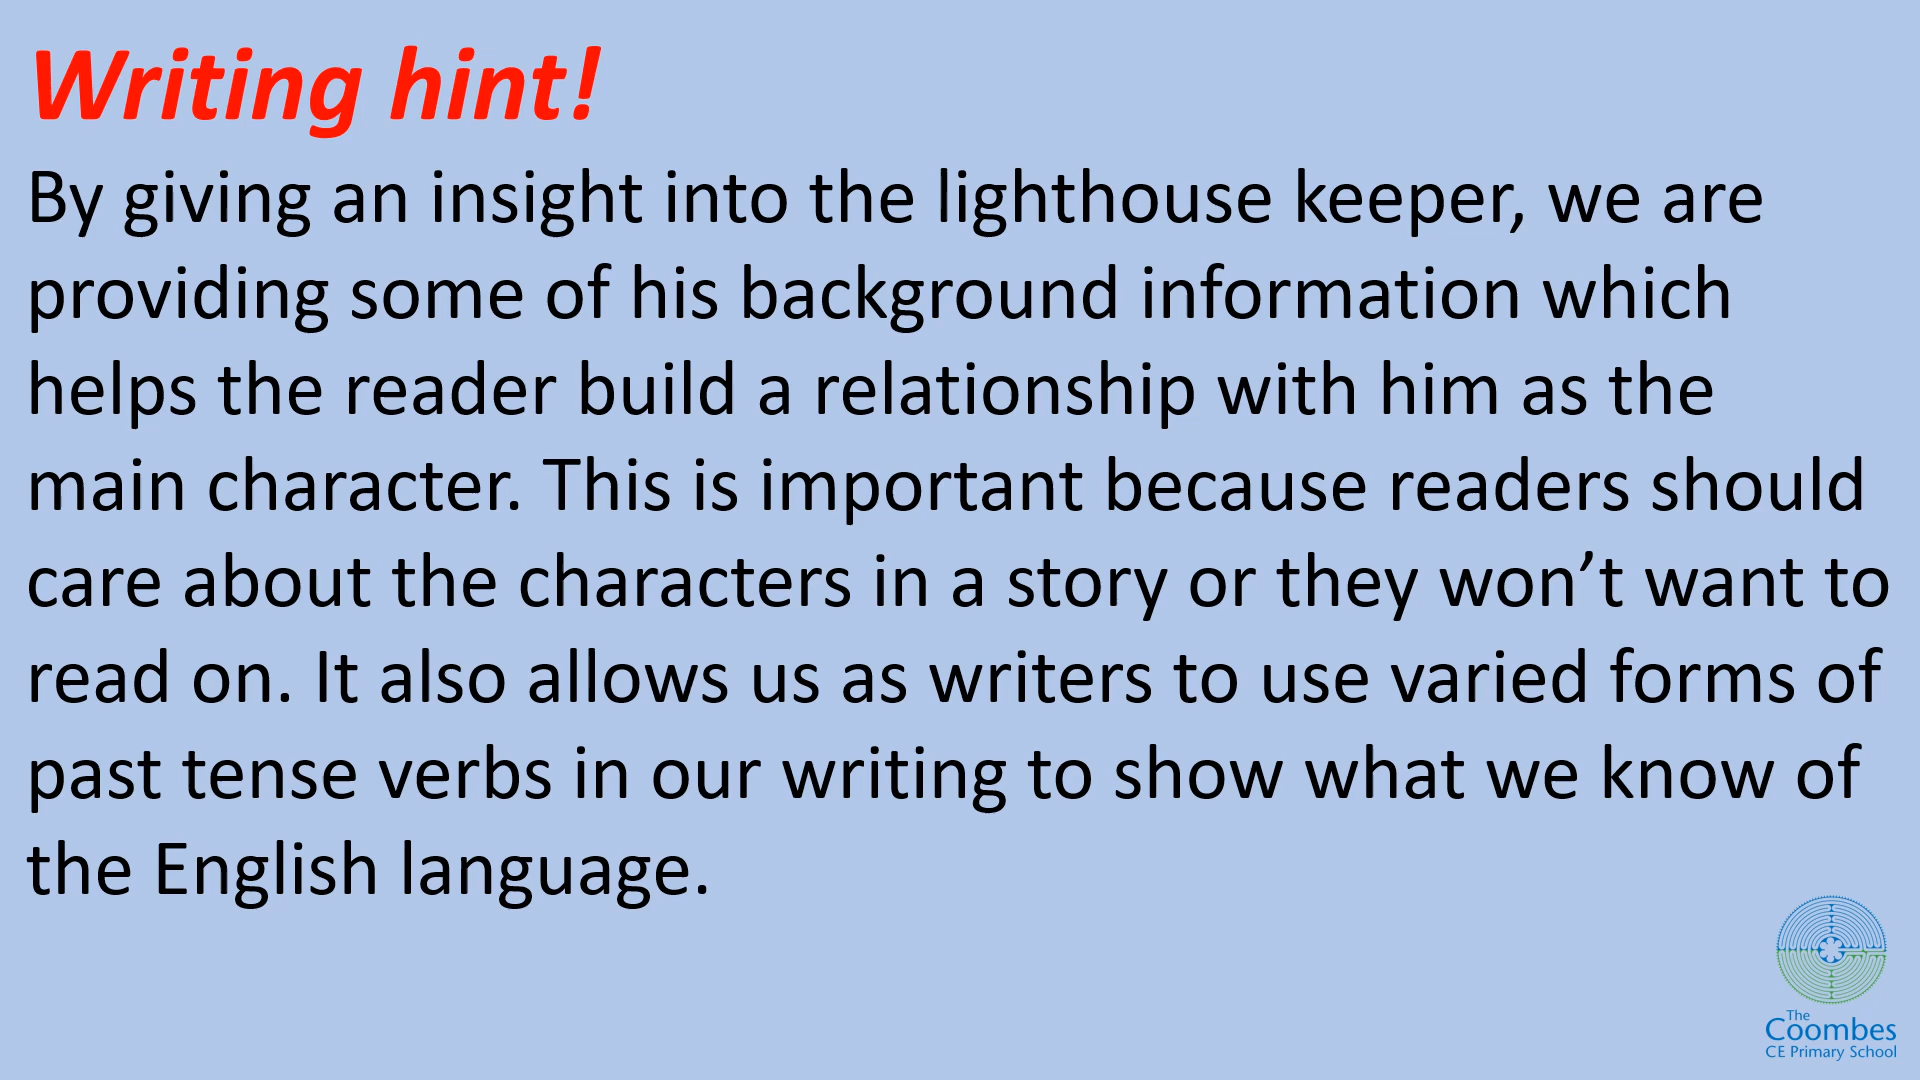 Writing hint!
By giving an insight into the lighthouse keeper, we are
providing some of his background information which
helps the reader build a relationship with him as the
main character. This is important because readers should
care about the characters in a story or they won’t want to
read on. It also allows us as writers to use varied forms of
past tense verbs in our writing to show what we know of
the English language.
The
Coombes
CE Primary School